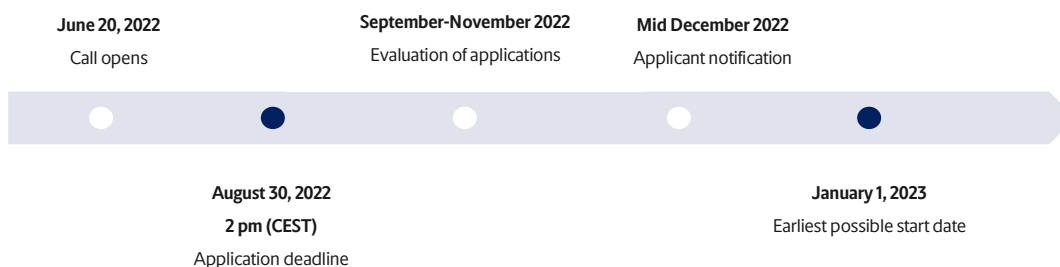 June 20, 2022
Call opens
August 30, 2022
2 pm (CEST)
Application deadline
September-November 2022
Evaluation of applications
Mid December 2022
Applicant notification
January 1, 2023
Earliest possible start date